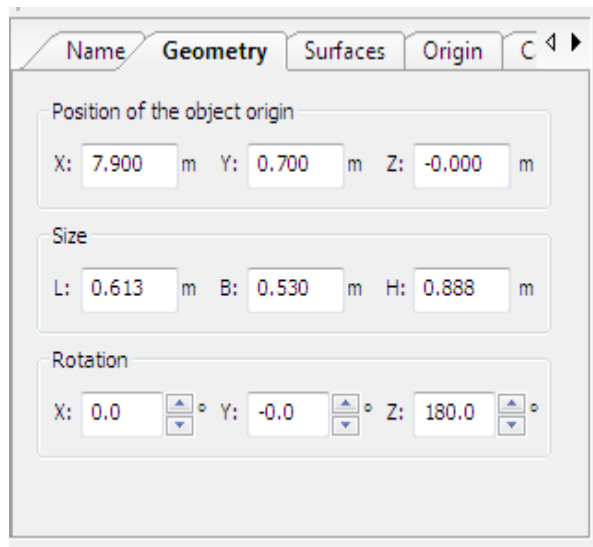 Name Geometry Surfaces Origin C
Position of the object origin
X: 7.900 m Y: 0.700 m Z: -0.000 m
Size
L: 0.613 m B: 0.530 m H: 0.888 m
Rotation
X: 0.0 ° Y: -0.0 ° Z: 180.0 °